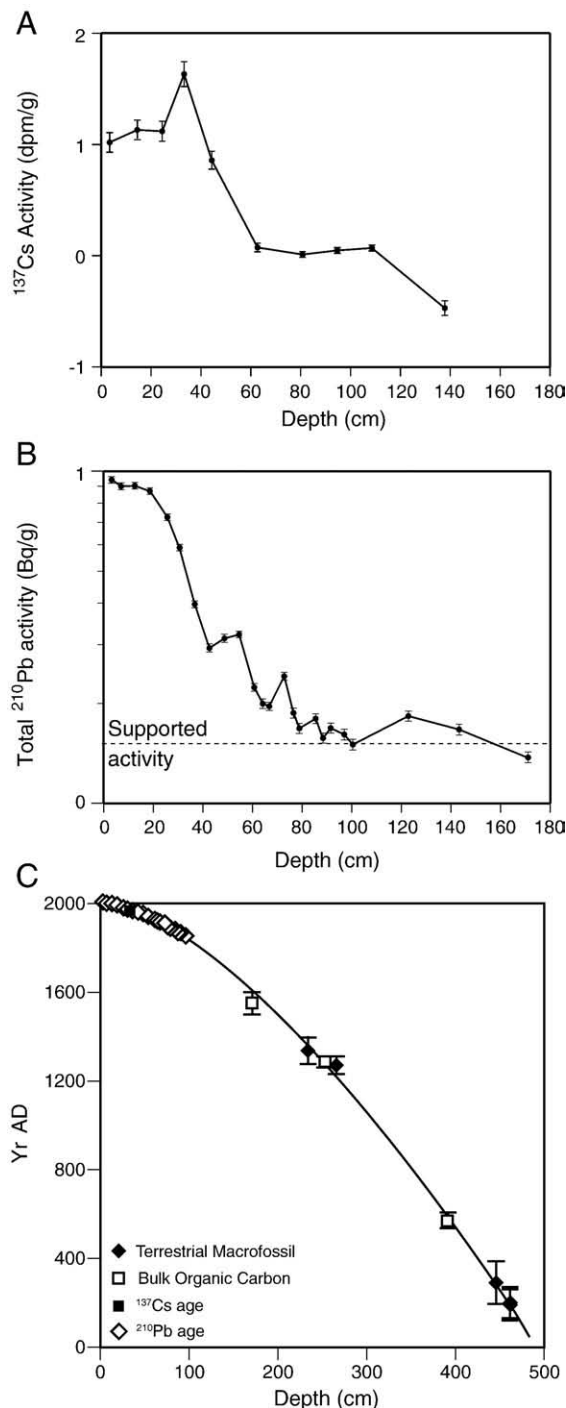 A
2
1
0
-1
¹³⁷Cs Activity (dpm/g)
0 20 40 60 80 100 120 140 160 180
Depth (cm)
B
1
0
Total ²¹⁰Pb activity (Bq/g)
Supported
activity
0 20 40 60 80 100 120 140 160 180
Depth (cm)
C
2000
1600
1200
800
400
0
Yr AD
Terrestrial Macrofossil
Bulk Organic Carbon
¹³⁷Cs age
²¹⁰Pb age
0 100 200 300 400 500
Depth (cm)